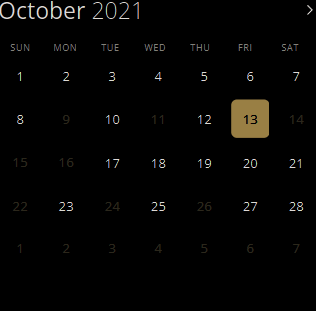 October 2021
SUN MON TUE WED THU FRI SAT
1 2 3 4 5 6 7
8 9 10 11 12 13 14
15 16 17 18 19 20 21
22 23 24 25 26 27 28
1 2 3 4 5 6 7